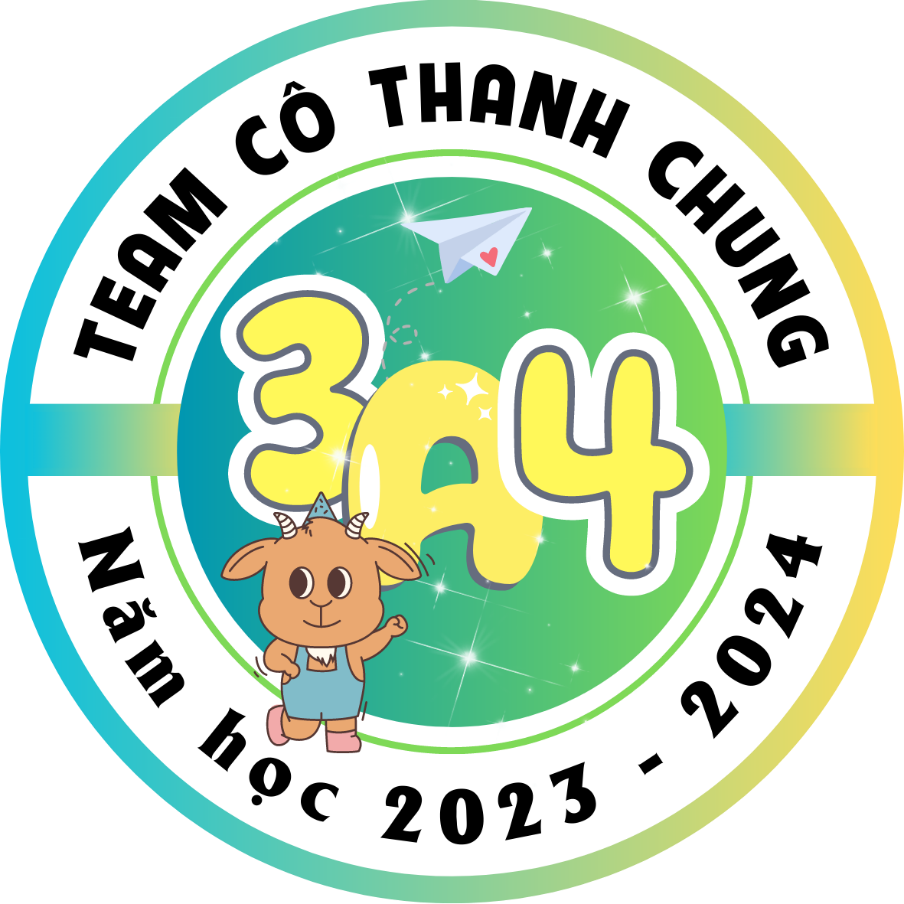 TEAM CÔ THANH CHUNG
3A4
Năm học 2023 - 2024